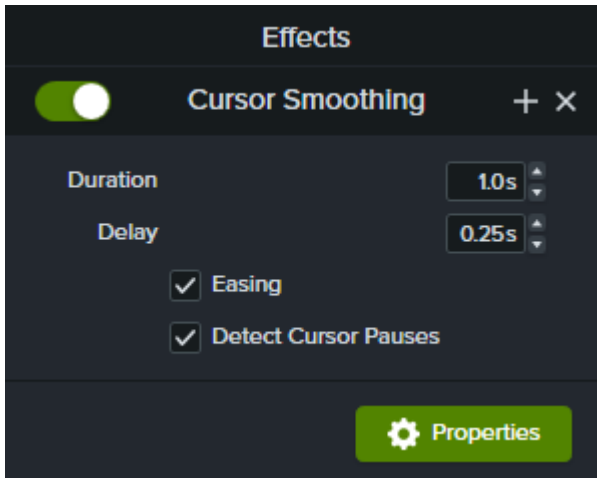 Effects
Cursor Smoothing
Duration 1.0s
Delay 0.25s
Easing
Detect Cursor Pauses
Properties